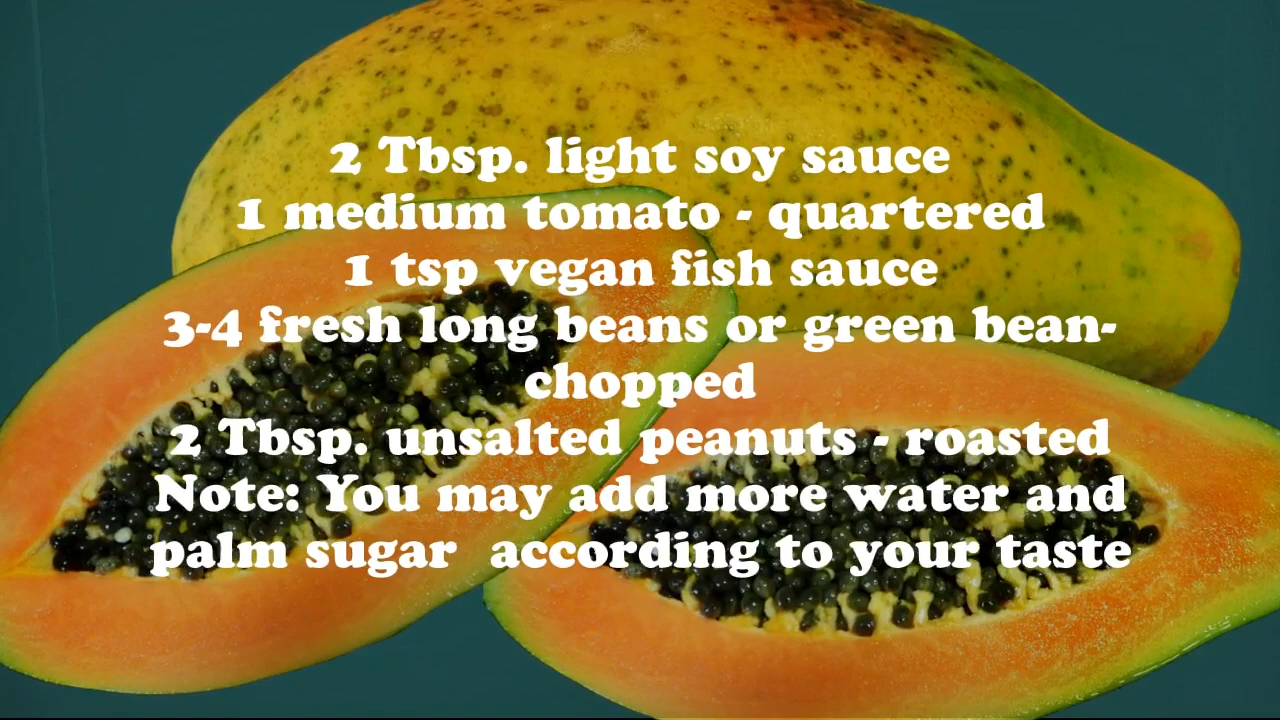 2 Tbsp. light soy sauce
1 medium tomato - quartered
1 tsp vegan fish sauce
3-4 fresh long beans or green bean-
chopped
2 Tbsp. unsalted peanuts - roasted
Note: You may add more water and
palm sugar  according to your taste